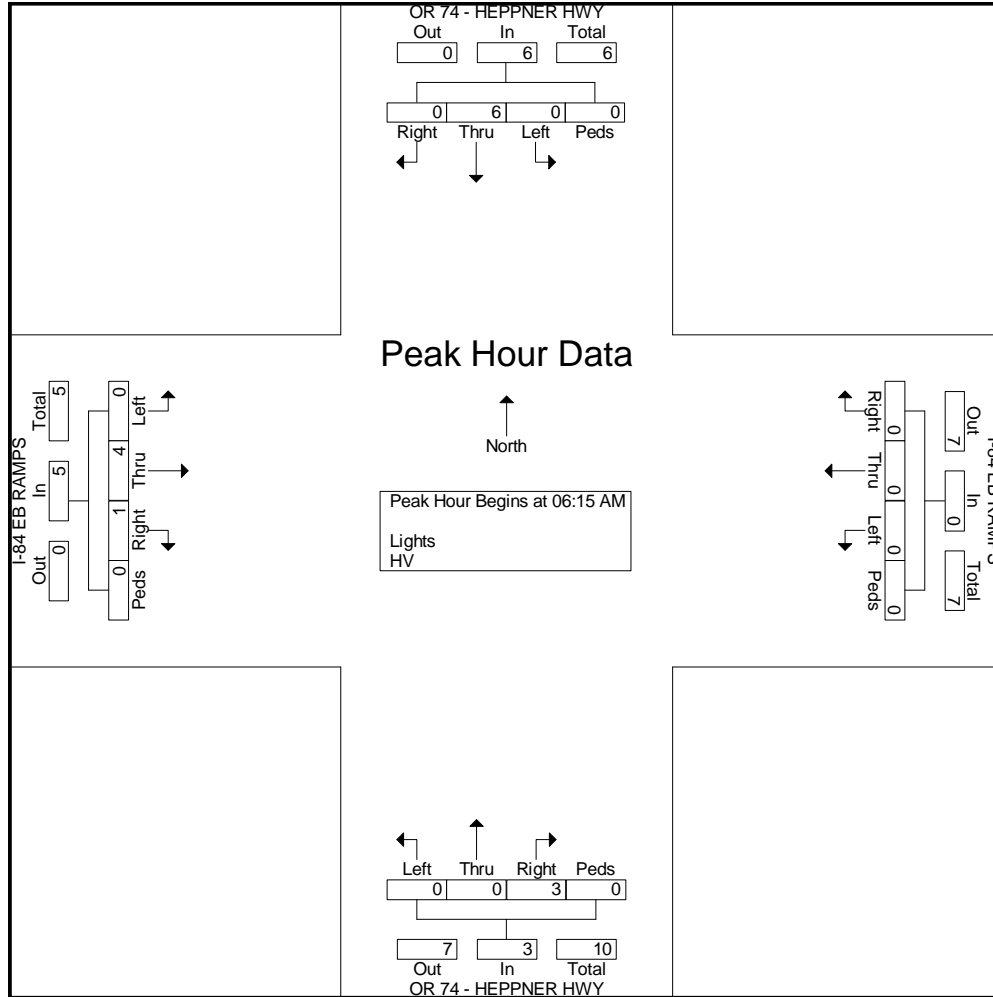 OR 74 - HEPPNER HWY
Out In Total
0 6 6
0 6 0 0
Right Thru Left Peds
Peak Hour Data
North
Peak Hour Begins at 06:15 AM
Lights
HV
I-84 EB RAMPS
Total In Out
5 5 0
0 4 1 0
Left Thru Right Peds
Right Thru Left Peds
0 0 0 0
Out In Total
7 0 7
I-84 EB RAMPS
Left Thru Right Peds
0 0 3 0
7 3 10
Out In Total
OR 74 - HEPPNER HWY